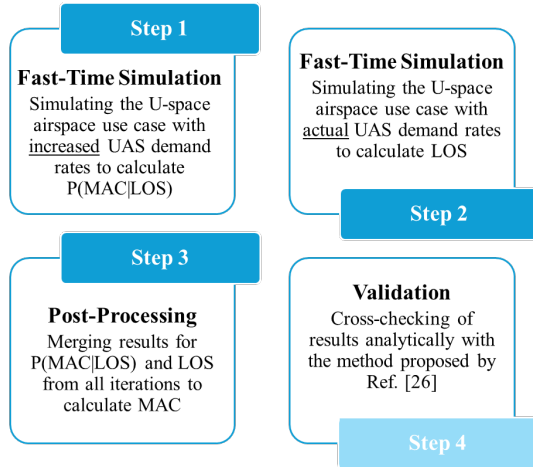 Step 1
Fast-Time Simulation
Simulating the U-space
airspace use case with
increased UAS demand
rates to calculate
P(MAC|LOS)
Fast-Time Simulation
Simulating the U-space
airspace use case with
actual UAS demand rates
to calculate LOS
Step 2
Step 3
Post-Processing
Merging results for
P(MAC|LOS) and LOS
from all iterations to
calculate MAC
Validation
Cross-checking of
results analytically with
the method proposed by
Ref. [26]
Step 4